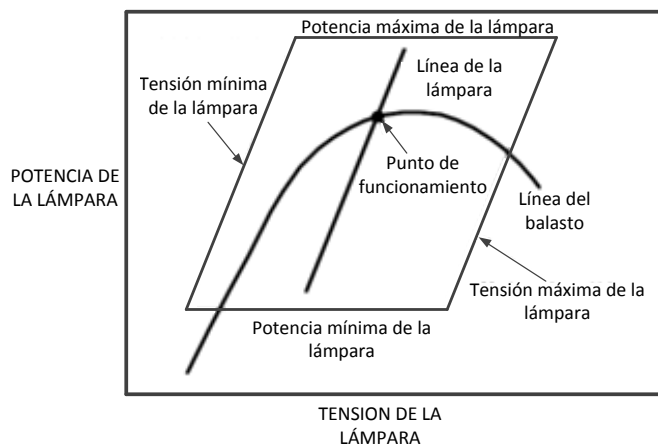 Potencia máxima de la lámpara
Línea de la
lámpara
Tensión mínima
de la lámpara
Punto de
funcionamiento
POTENCIA DE
LA LÁMPARA
Línea del
balasto
Tensión máxima de la
lámpara
Potencia mínima de la
lámpara
TENSION DE LA
LÁMPARA